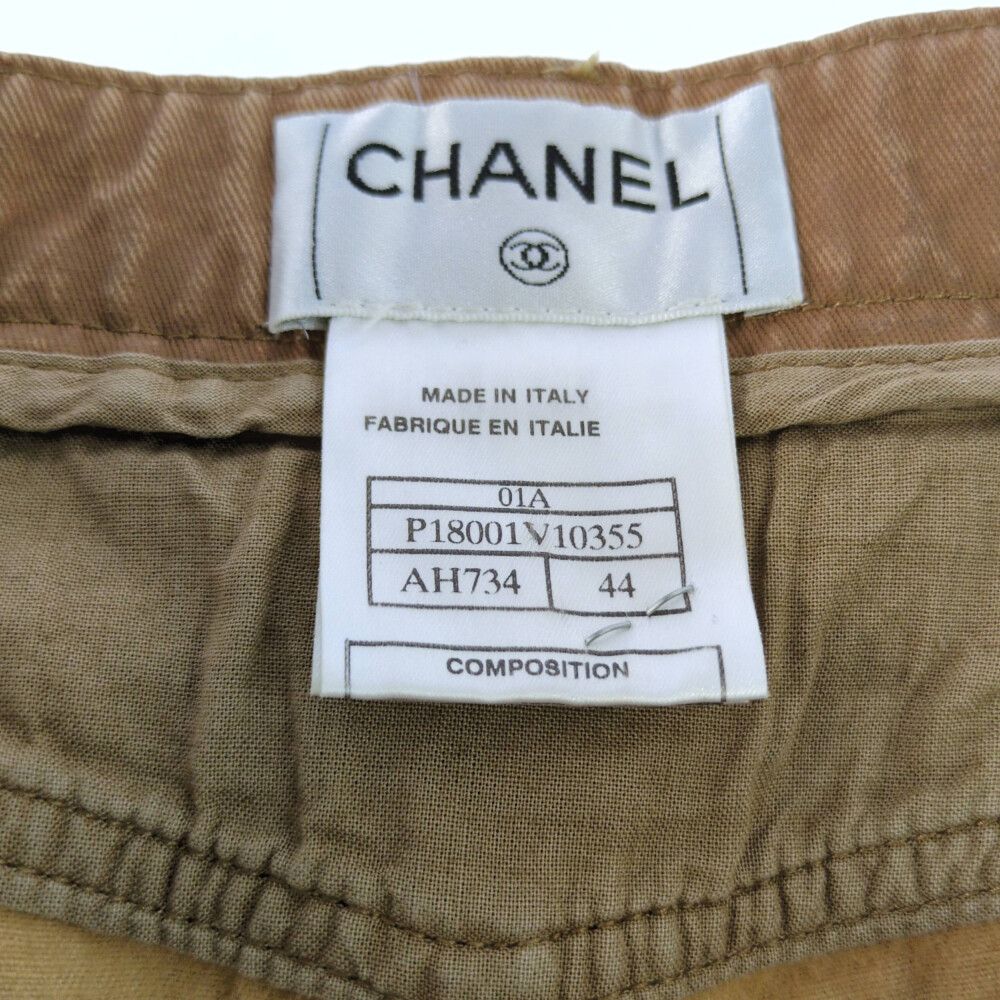 CHANEL
MADE IN ITALY
FABRIQUE EN ITALIE
01A
P18001V10355
AH734 44
COMPOSITION